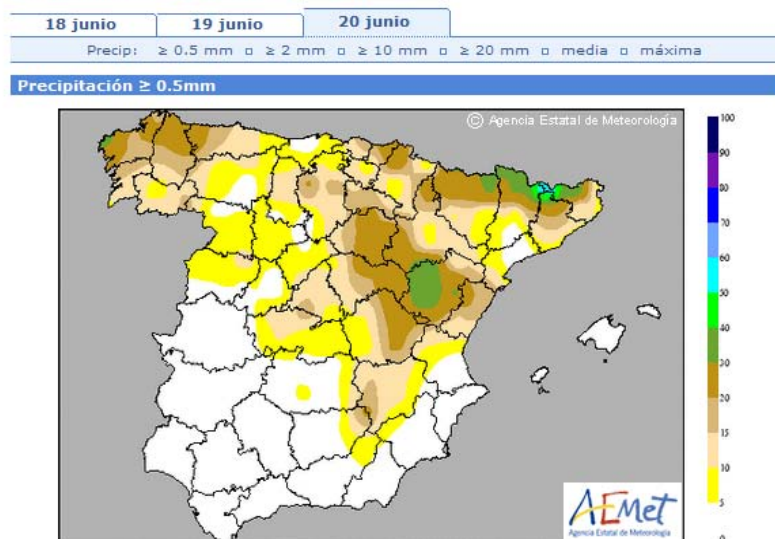 18 junio 19 junio 20 junio
Precip: ≥ 0.5 mm ▫ ≥ 2 mm ▫ ≥ 10 mm ▫ ≥ 20 mm ▫ media ▫ máxima
Precipitación ≥ 0.5mm
© Agencia Estatal de Meteorología
100
90
80
70
60
50
40
30
20
10
5
0
AEMet
Agencia Estatal de Meteorología